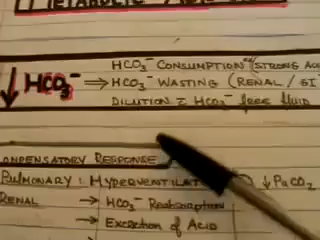 METABOLIC
HCO3- CONSUMPTION (STRONG
↓ HCO3- ⇒ HCO3- WASTING (RENAL / GI
DILUTION c̄ HCO3- free fluid
COMPENSATORY RESPONSE
PULMONARY : HYPERVENTILAT ↓ PaCO2
RENAL → HCO3- Reabsorption
→ Excretion of Acid